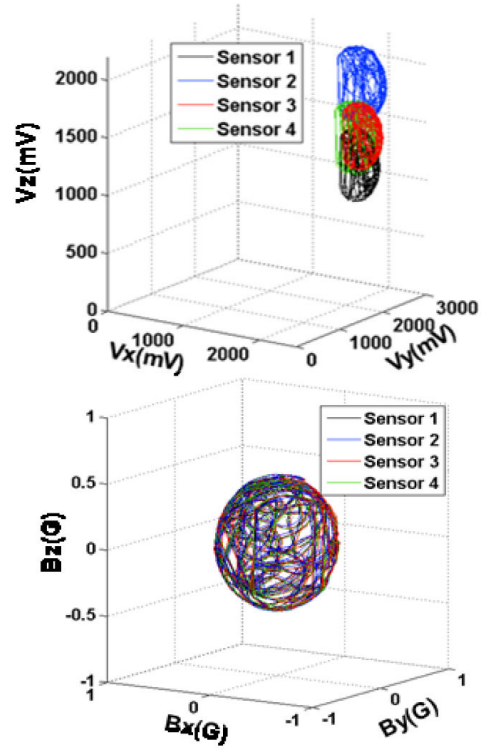 Sensor 1
Sensor 2
Sensor 3
Sensor 4
Vz(mV)
2000
1500
1000
500
0
0
1000
2000
Vx(mV)
0
1000
2000
3000
Vy(mV)
Sensor 1
Sensor 2
Sensor 3
Sensor 4
Bz(G)
1
0.5
0
-0.5
-1
1
0
-1
Bx(G)
-1
0
1
By(G)